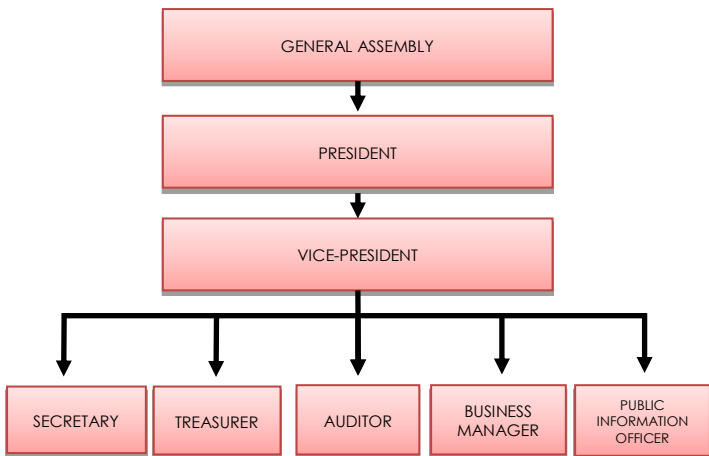 GENERAL ASSEMBLY
PRESIDENT
VICE-PRESIDENT
SECRETARY
TREASURER
AUDITOR
BUSINESS
MANAGER
PUBLIC
INFORMATION
OFFICER